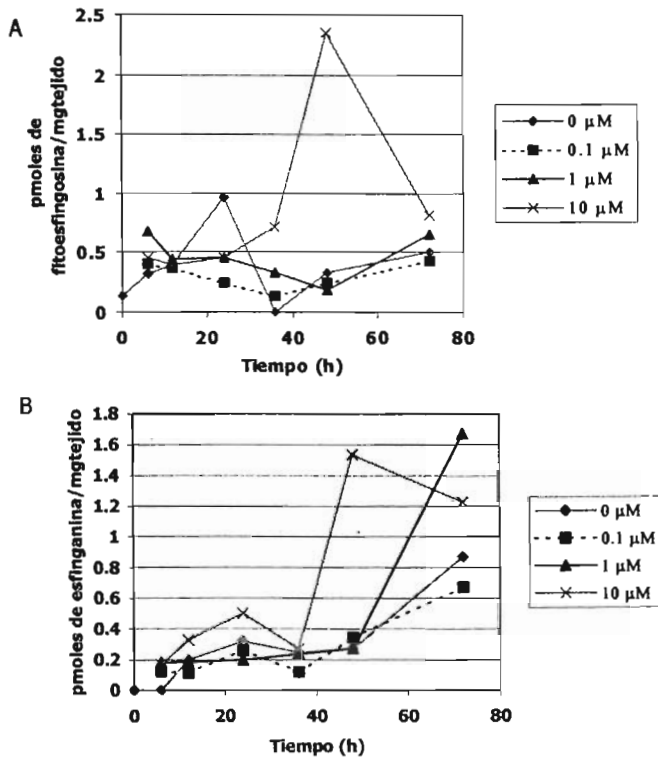 A
pmoles de
fitoesfingosina/mgtejido
2.5
2
1.5
1
0.5
0
0 20 40 60 80
Tiempo (h)
0 μM
0.1 μM
1 μM
10 μM
B
pmoles de esfinganina/mgtejido
1.8
1.6
1.4
1.2
1
0.8
0.6
0.4
0.2
0
0 20 40 60 80
Tiempo (h)
0 μM
0.1 μM
1 μM
10 μM